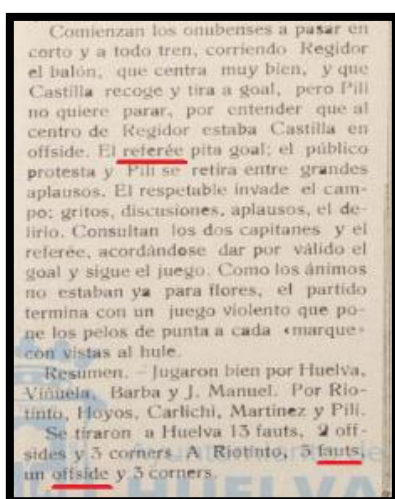 Comienzan los onubenses a pasar en
corto y a todo tren, corriendo Regidor
el balón, que centra muy bien, y que
Castilla recoge y tira a goal, pero Pili
no quiere parar, por entender que al
centro de Regidor estaba Castilla en
offside. El referée pita goal; el público
protesta y Pili se retira entre grandes
aplausos. El respetable invade el cam-
po; gritos, discusiones, aplausos, el de-
lirio. Consultan los dos capitanes y el
referée, acordándose dar por válido el
goal y sigue el juego. Como los ánimos
no estaban ya para flores, el partido
termina con un juego violento que po-
ne los pelos de punta a cada «marque»
con vistas al hule.
Resumen. – Jugaron bien por Huelva,
Viñuela, Barba y J. Manuel. Por Rio-
tinto, Hoyos, Carlichi, Martinez y Pili.
Se tiraron a Huelva 13 fauts, 2 off-
sides y 3 corners A Riotinto, 5 fauts,
un offside y 3 corners.
HUELVA